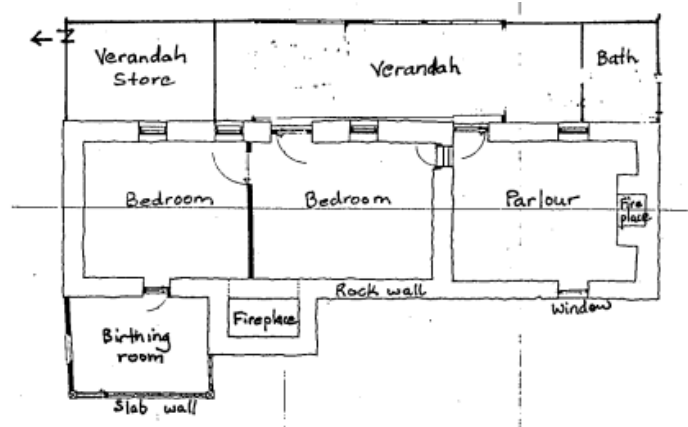 N
Verandah
Store
Verandah
Bath
Bedroom
Bedroom
Parlour
Fire
place
Rock wall
Window
Fireplace
Birthing
room
Slab wall